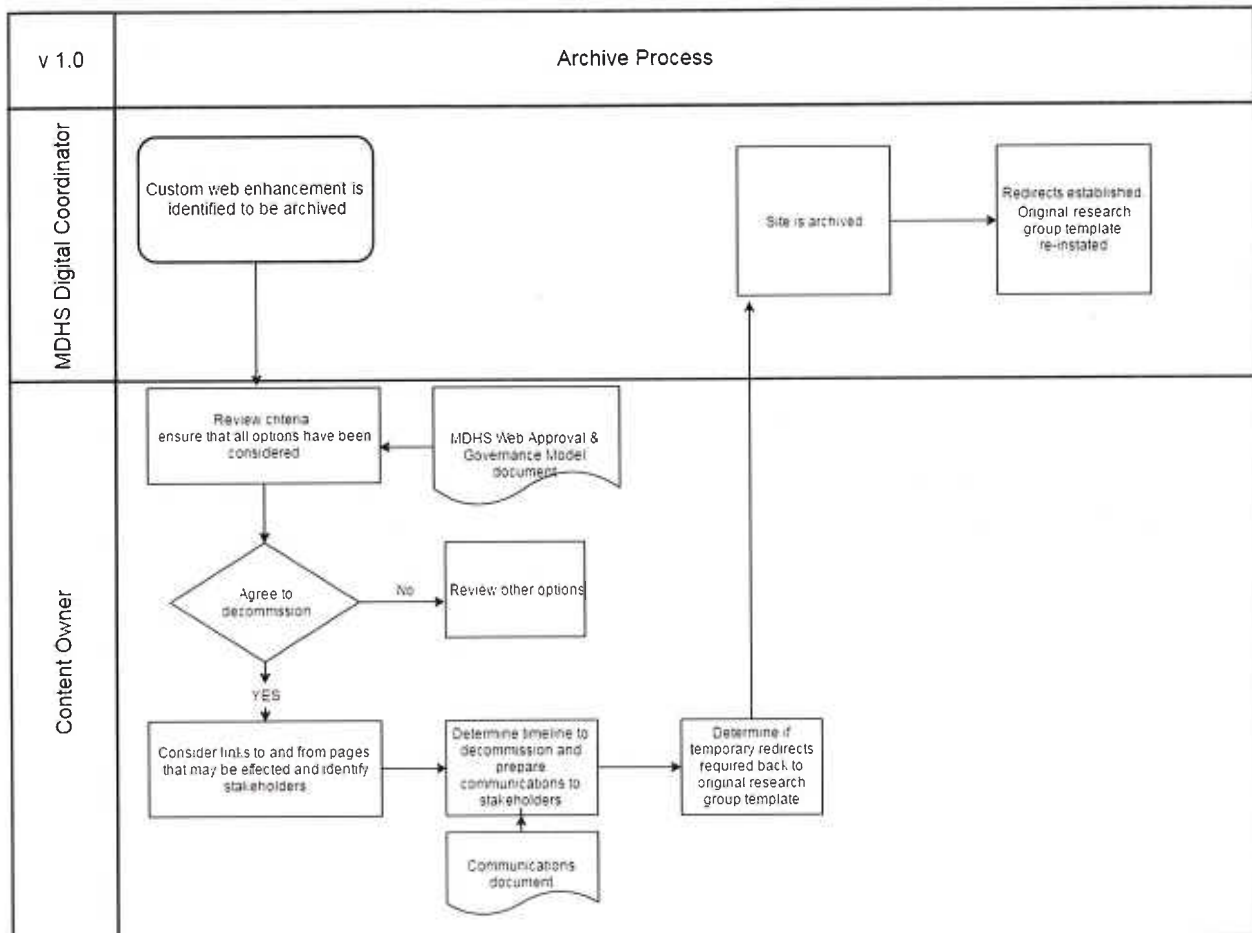 v 1.0
Archive Process
MDHS Digital Coordinator
Custom web enhancement is
identified to be archived
Site is archived
Redirects established
Original research
group template
re-instated
Content Owner
Review criteria
ensure that all options have been
considered
MDHS Web Approval &
Governance Model
document
Agree to
decommission
No
Review other options
YES
Consider links to and from pages
that may be effected and identify
stakeholders
Determine timeline to
decommission and
prepare
communications to
stakeholders
Determine if
temporary redirects
required back to
original research
group template
Communications
document